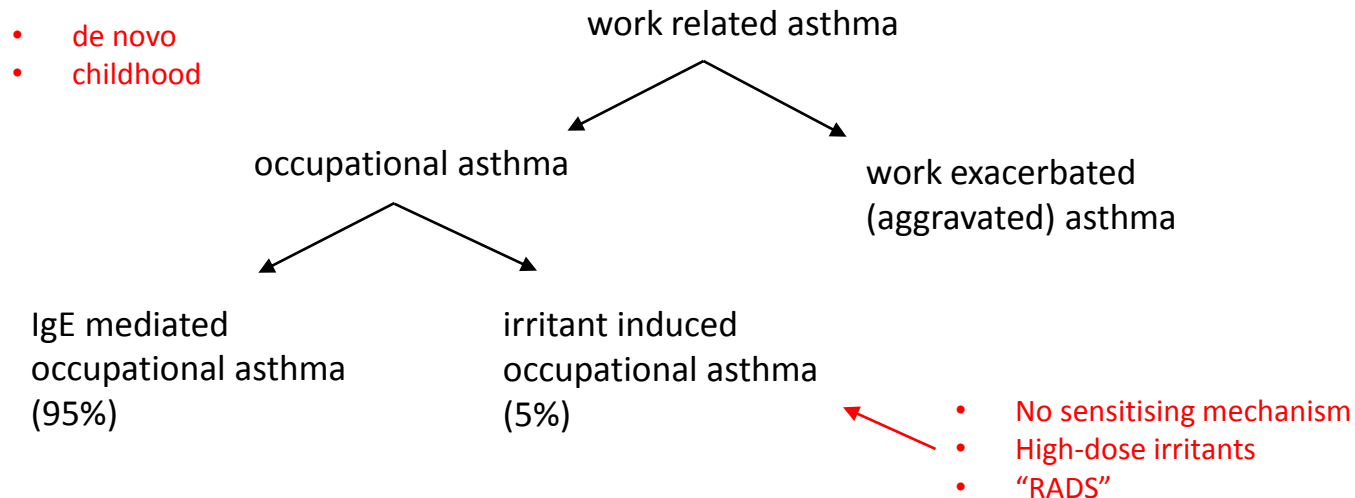 work related asthma
• de novo
• childhood
occupational asthma
work exacerbated
(aggravated) asthma
IgE mediated
occupational asthma
(95%)
irritant induced
occupational asthma
(5%)
• No sensitising mechanism
• High-dose irritants
• “RADS”